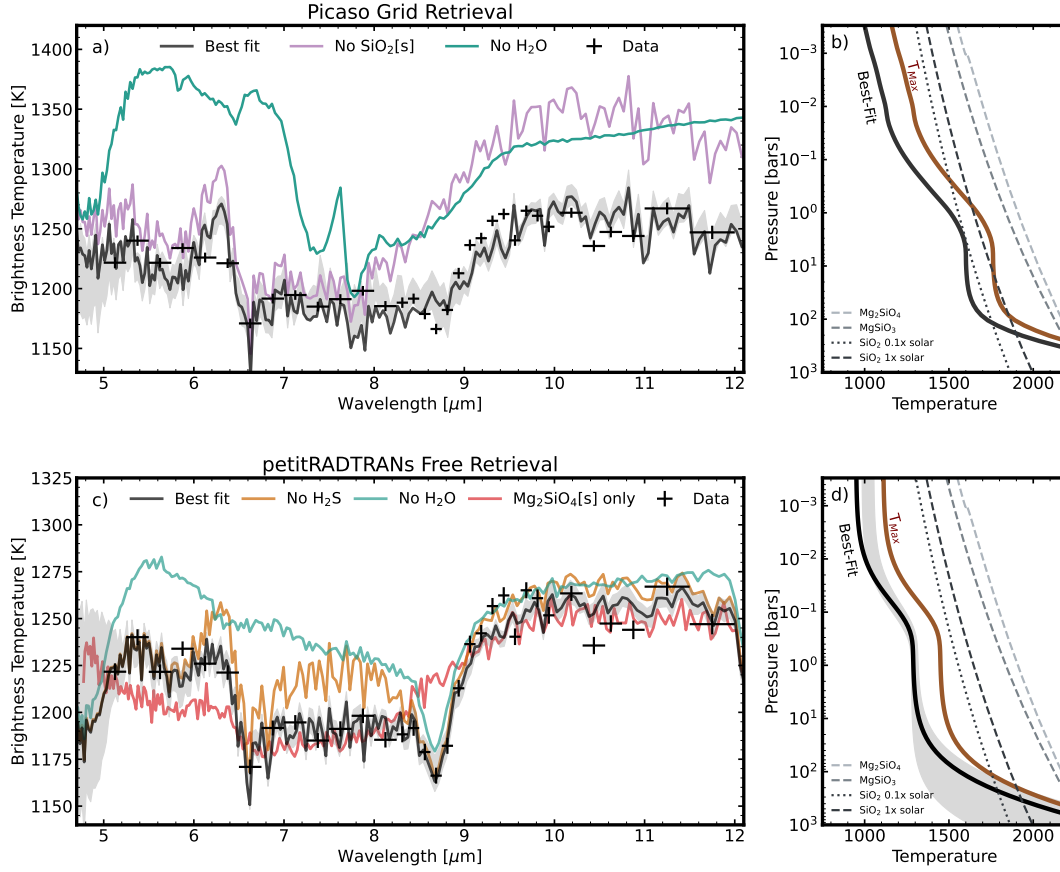 Picaso Grid Retrieval
a)
Best fit
No SiO₂[s]
No H₂O
Data
Brightness Temperature [K]
1400
1350
1300
1250
1200
1150
5
6
7
8
9
10
11
12
Wavelength [μm]
b)
Best-Fit
T_Max
Pressure [bars]
10⁻³
10⁻²
10⁻¹
10⁰
10¹
10²
10³
Mg₂SiO₄
MgSiO₃
SiO₂ 0.1x solar
SiO₂ 1x solar
1000
1500
2000
Temperature
petitRADTRANs Free Retrieval
c)
Best fit
No H₂S
No H₂O
Mg₂SiO₄[s] only
Data
Brightness Temperature [K]
1325
1300
1275
1250
1225
1200
1175
1150
5
6
7
8
9
10
11
12
Wavelength [μm]
d)
Best-Fit
T_Max
Pressure [bars]
10⁻³
10⁻²
10⁻¹
10⁰
10¹
10²
10³
Mg₂SiO₄
MgSiO₃
SiO₂ 0.1x solar
SiO₂ 1x solar
1000
1500
2000
Temperature